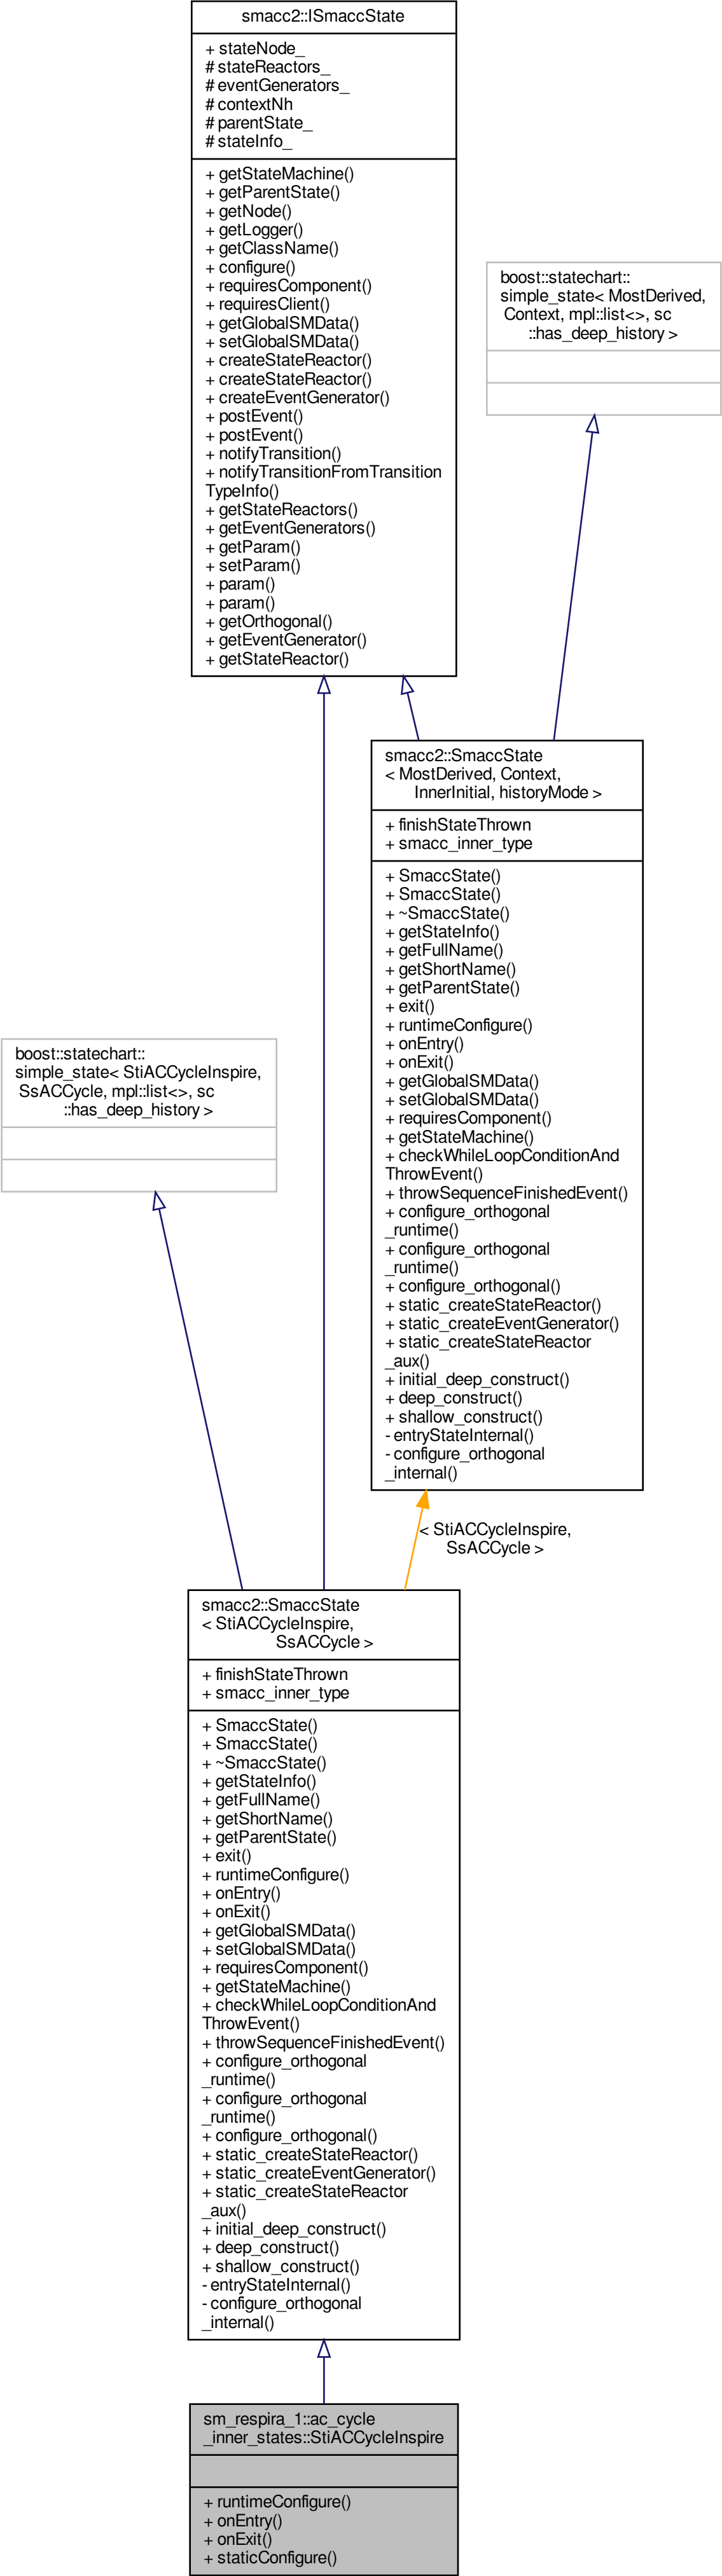 smacc2::ISmaccState
+ stateNode_
# stateReactors_
# eventGenerators_
# contextNh
# parentState_
# stateInfo_
+ getStateMachine()
+ getParentState()
+ getNode()
+ getLogger()
+ getClassName()
+ configure()
+ requiresComponent()
+ requiresClient()
+ getGlobalSMData()
+ setGlobalSMData()
+ createStateReactor()
+ createStateReactor()
+ createEventGenerator()
+ postEvent()
+ postEvent()
+ notifyTransition()
+ notifyTransitionFromTransition
TypeInfo()
+ getStateReactors()
+ getEventGenerators()
+ getParam()
+ setParam()
+ param()
+ param()
+ getOrthogonal()
+ getEventGenerator()
+ getStateReactor()
boost::statechart::
simple_state< MostDerived,
Context, mpl::list<>, sc
::has_deep_history >
smacc2::SmaccState
< MostDerived, Context,
InnerInitial, historyMode >
+ finishStateThrown
+ smacc_inner_type
+ SmaccState()
+ SmaccState()
+ ~SmaccState()
+ getStateInfo()
+ getFullName()
+ getShortName()
+ getParentState()
+ exit()
+ runtimeConfigure()
+ onEntry()
+ onExit()
+ getGlobalSMData()
+ setGlobalSMData()
+ requiresComponent()
+ getStateMachine()
+ checkWhileLoopConditionAnd
ThrowEvent()
+ throwSequenceFinishedEvent()
+ configure_orthogonal
_runtime()
+ configure_orthogonal
_runtime()
+ configure_orthogonal()
+ static_createStateReactor()
+ static_createEventGenerator()
+ static_createStateReactor
_aux()
+ initial_deep_construct()
+ deep_construct()
+ shallow_construct()
- entryStateInternal()
- configure_orthogonal
_internal()
boost::statechart::
simple_state< StiACCycleInspire,
SsACCycle, mpl::list<>, sc
::has_deep_history >
< StiACCycleInspire,
SsACCycle >
smacc2::SmaccState
< StiACCycleInspire,
SsACCycle >
+ finishStateThrown
+ smacc_inner_type
+ SmaccState()
+ SmaccState()
+ ~SmaccState()
+ getStateInfo()
+ getFullName()
+ getShortName()
+ getParentState()
+ exit()
+ runtimeConfigure()
+ onEntry()
+ onExit()
+ getGlobalSMData()
+ setGlobalSMData()
+ requiresComponent()
+ getStateMachine()
+ checkWhileLoopConditionAnd
ThrowEvent()
+ throwSequenceFinishedEvent()
+ configure_orthogonal
_runtime()
+ configure_orthogonal
_runtime()
+ configure_orthogonal()
+ static_createStateReactor()
+ static_createEventGenerator()
+ static_createStateReactor
_aux()
+ initial_deep_construct()
+ deep_construct()
+ shallow_construct()
- entryStateInternal()
- configure_orthogonal
_internal()
sm_respira_1::ac_cycle
_inner_states::StiACCycleInspire
+ runtimeConfigure()
+ onEntry()
+ onExit()
+ staticConfigure()